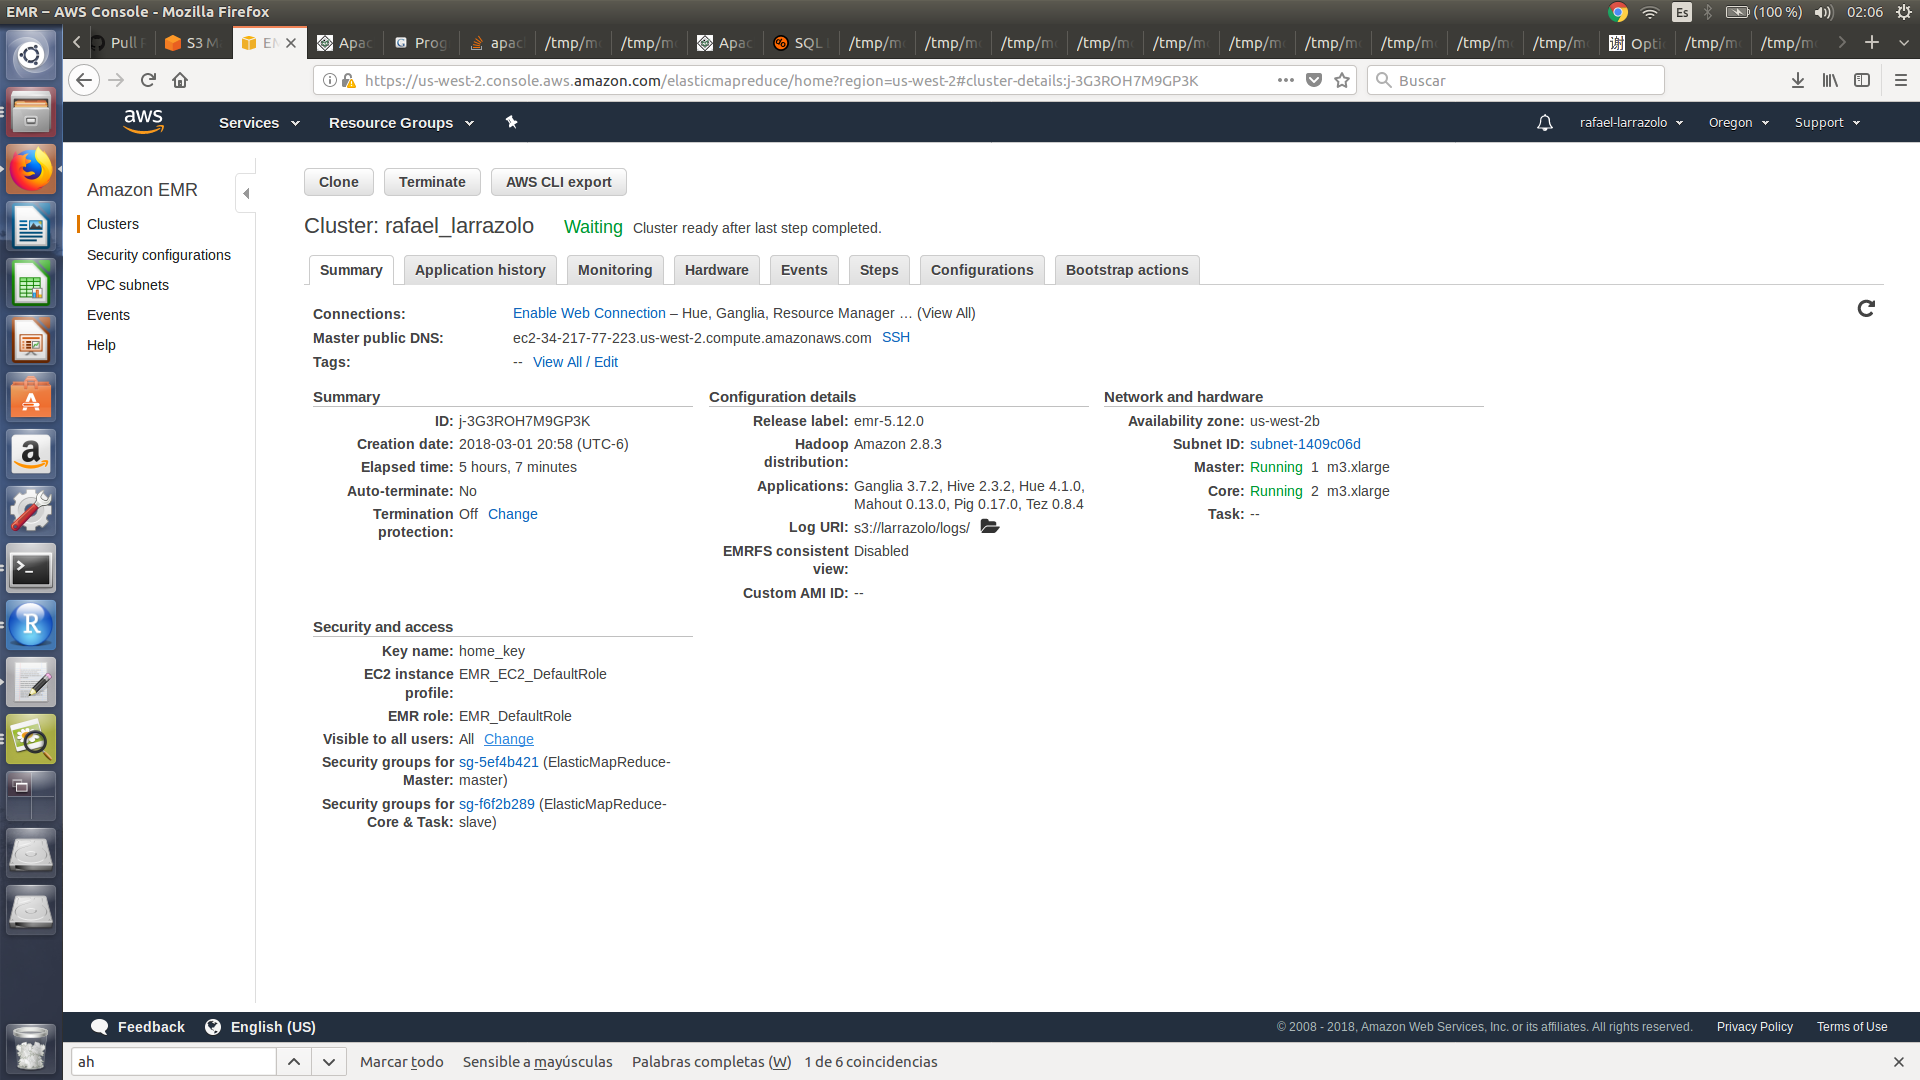 EMR – AWS Console - Mozilla Firefox
Es (100 %) 02:06
Pull S3 M EM Apac Prog apac /tmp/m /tmp/m Apac SQL /tmp/m /tmp/m /tmp/m /tmp/m /tmp/m /tmp/m /tmp/m /tmp/m /tmp/m /tmp/m 谢 Opti /tmp/m /tmp/m
https://us-west-2.console.aws.amazon.com/elasticmapreduce/home?region=us-west-2#cluster-details:j-3G3ROH7M9GP3K
Buscar
aws Services Resource Groups rafael-larrazolo Oregon Support
Amazon EMR
Clusters
Security configurations
VPC subnets
Events
Help
Clone Terminate AWS CLI export
Cluster: rafael_larrazolo Waiting Cluster ready after last step completed.
Summary Application history Monitoring Hardware Events Steps Configurations Bootstrap actions
Connections: Enable Web Connection – Hue, Ganglia, Resource Manager … (View All)
Master public DNS: ec2-34-217-77-223.us-west-2.compute.amazonaws.com SSH
Tags: -- View All / Edit
Summary
ID: j-3G3ROH7M9GP3K
Creation date: 2018-03-01 20:58 (UTC-6)
Elapsed time: 5 hours, 7 minutes
Auto-terminate: No
Termination Off Change
protection:
Configuration details
Release label: emr-5.12.0
Hadoop Amazon 2.8.3
distribution:
Applications: Ganglia 3.7.2, Hive 2.3.2, Hue 4.1.0,
Mahout 0.13.0, Pig 0.17.0, Tez 0.8.4
Log URI: s3://larrazolo/logs/
EMRFS consistent Disabled
view:
Custom AMI ID: --
Network and hardware
Availability zone: us-west-2b
Subnet ID: subnet-1409c06d
Master: Running 1 m3.xlarge
Core: Running 2 m3.xlarge
Task: --
Security and access
Key name: home_key
EC2 instance EMR_EC2_DefaultRole
profile:
EMR role: EMR_DefaultRole
Visible to all users: All Change
Security groups for sg-5ef4b421 (ElasticMapReduce-
Master: master)
Security groups for sg-f6f2b289 (ElasticMapReduce-
Core & Task: slave)
Feedback English (US) © 2008 - 2018, Amazon Web Services, Inc. or its affiliates. All rights reserved. Privacy Policy Terms of Use
ah Marcar todo Sensible a mayúsculas Palabras completas (W) 1 de 6 coincidencias